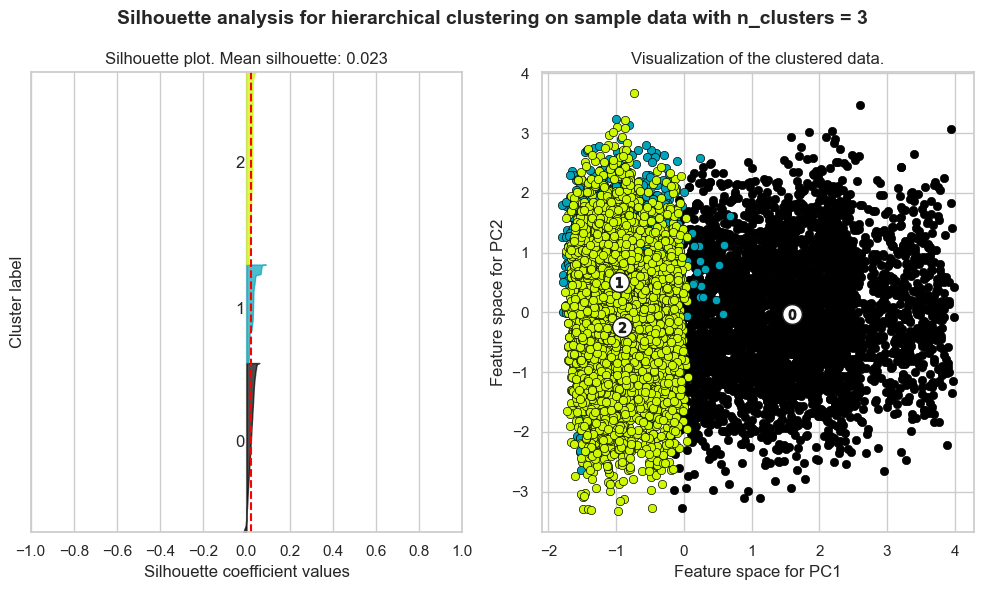 Silhouette analysis for hierarchical clustering on sample data with n_clusters = 3
Silhouette plot. Mean silhouette: 0.023
Cluster label
2
1
0
−1.0 −0.8 −0.6 −0.4 −0.2 0.0 0.2 0.4 0.6 0.8 1.0
Silhouette coefficient values
Visualization of the clustered data.
Feature space for PC2
4
3
2
1
0
−1
−2
−3
1
2
0
−2 −1 0 1 2 3 4
Feature space for PC1